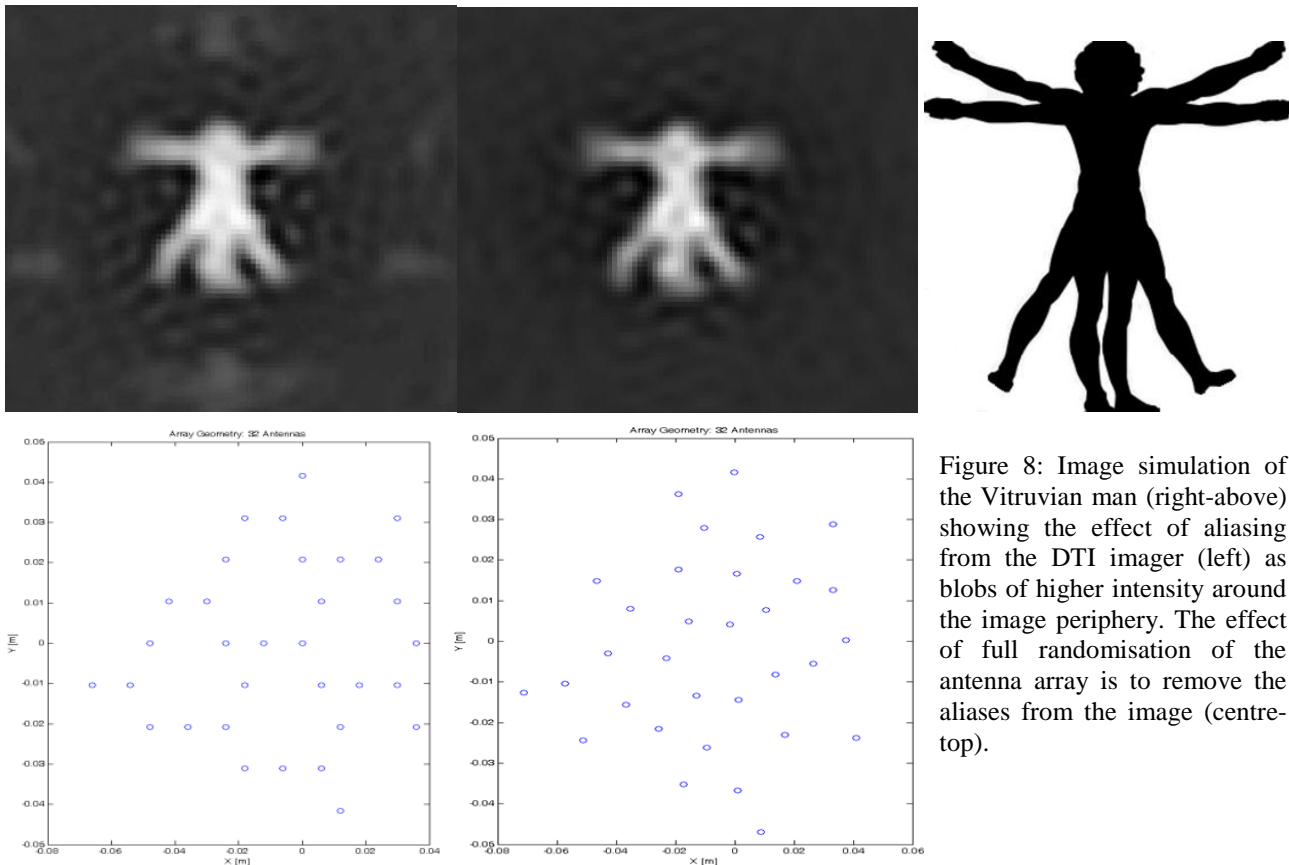 Array Geometry: 32 Antennas
0.05
0.04
0.03
0.02
0.01
0
-0.01
-0.02
-0.03
-0.04
-0.05
Y [m]
-0.08
-0.06
-0.04
-0.02
0
0.02
0.04
X [m]
Array Geometry: 32 Antennas
0.05
0.04
0.03
0.02
0.01
0
-0.01
-0.02
-0.03
-0.04
-0.05
Y [m]
-0.08
-0.06
-0.04
-0.02
0
0.02
0.04
0.06
X [m]
Figure 8: Image simulation of
the Vitruvian man (right-above)
showing the effect of aliasing
from the DTI imager (left) as
blobs of higher intensity around
the image periphery. The effect
of full randomisation of the
antenna array is to remove the
aliases from the image (centre-
top).